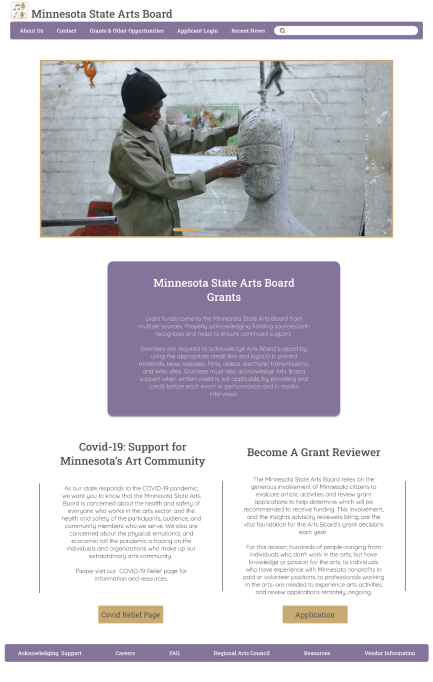 Minnesota State Arts Board
About Us Contact Grants & Other Opportunities Applicant Login Recent News
Minnesota State Arts Board
Grants
Grant funds come to the Minnesota State Arts Board from
multiple sources. Properly acknowledging funding sources both
recognizes and helps to ensure continued support.
Grantees are required to acknowledge Arts Board support by
using the appropriate credit line and logo(s) in printed
materials, news releases, films, videos, electronic transmissions,
and Web sites. Grantees must also acknowledge Arts Board
support when written credit is not applicable, by providing oral
credit before each event or performance and in media
interviews.
Covid-19: Support for
Minnesota's Art Community
As our state responds to the COVID-19 pandemic,
we want you to know that the Minnesota State Arts
Board is concerned about the health and safety of
everyone who works in the arts sector, and the
health and safety of the participants, audience, and
community members who we serve. We also are
concerned about the physical, emotional, and
economic toll the pandemic is having on the
individuals and organizations who make up our
extraordinary arts community.
Please visit our COVID-19 Relief page for
information and resources.
Covid Relief Page
Become A Grant Reviewer
The Minnesota State Arts Board relies on the
generous involvement of Minnesota citizens to
evaluate artistic activities and review grant
applications to help determine which will be
recommended to receive funding. This involvement,
and the insights advisory reviewers bring, are the
vital foundation for the Arts Board's grant decisions
each year.
For this reason, hundreds of people-ranging from
individuals who don't work in the arts, but have
knowledge or passion for the arts, to individuals
who have experience with Minnesota nonprofits in
paid or volunteer positions, to professionals working
in the arts-are needed to experience arts activities
and review applications remotely, ongoing.
Application
Acknowledging Support Careers FAQ Regional Arts Council Resources Vendor Information